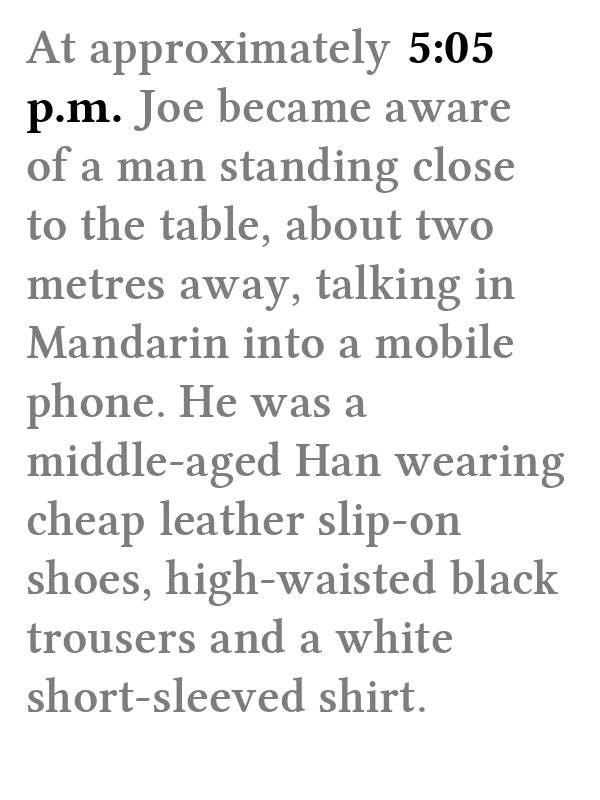 At approximately 5:05
p.m. Joe became aware
of a man standing close
to the table, about two
metres away, talking in
Mandarin into a mobile
phone. He was a
middle-aged Han wearing
cheap leather slip-on
shoes, high-waisted black
trousers and a white
short-sleeved shirt.